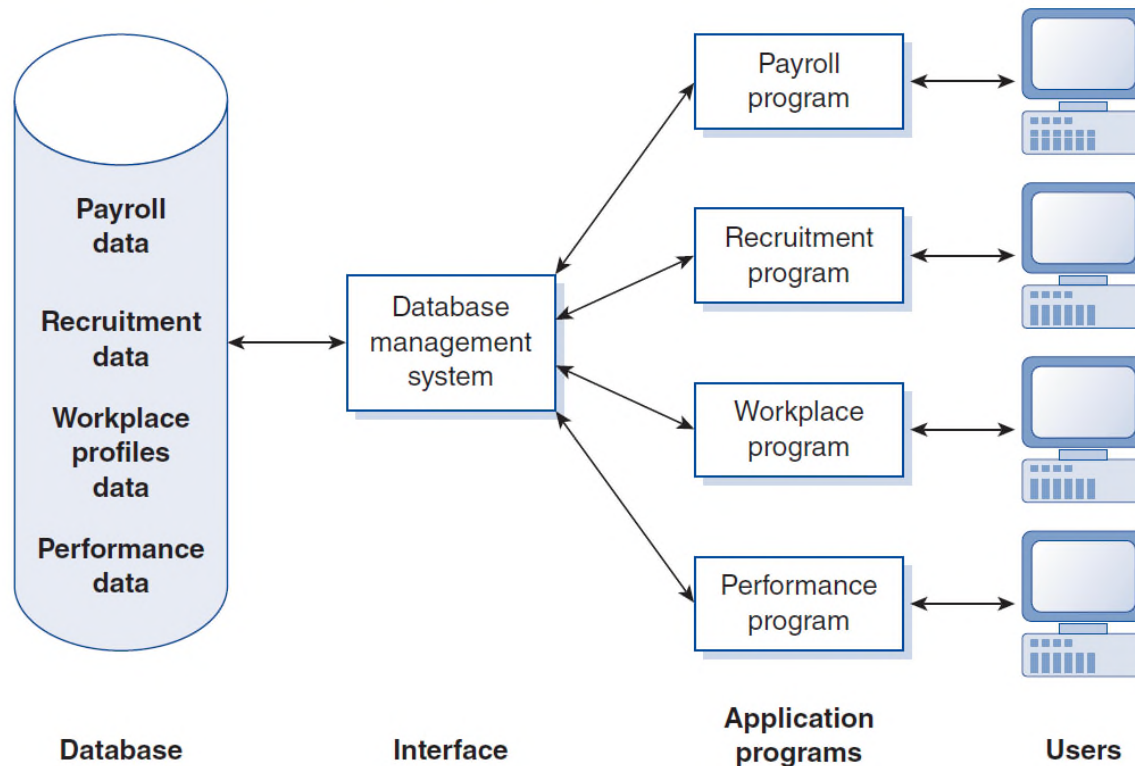 Payroll
data
Recruitment
data
Workplace
profiles
data
Performance
data
Database
management
system
Payroll
program
Recruitment
program
Workplace
program
Performance
program
Database
Interface
Application
programs
Users